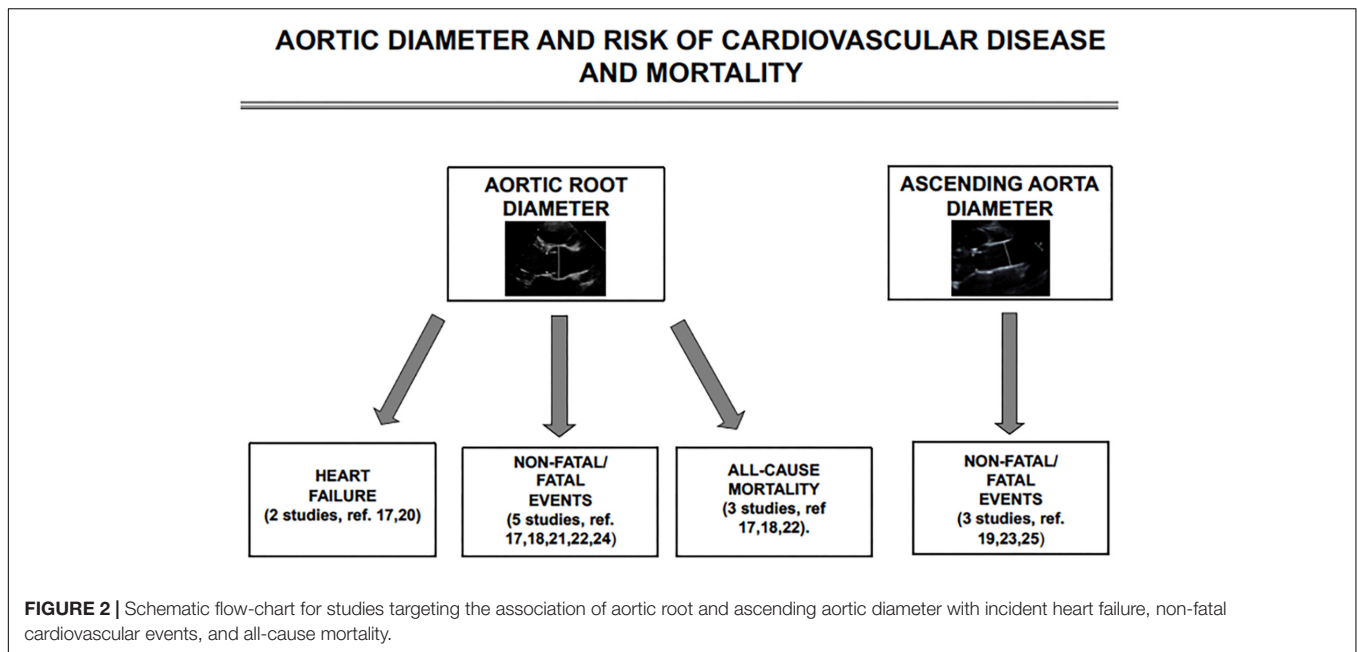 AORTIC DIAMETER AND RISK OF CARDIOVASCULAR DISEASE
AND MORTALITY
AORTIC ROOT
DIAMETER
ASCENDING AORTA
DIAMETER
HEART
FAILURE
(2 studies, ref. 17,20)
NON-FATAL/
FATAL
EVENTS
(5 studies, ref.
17,18,21,22,24)
ALL-CAUSE
MORTALITY
(3 studies, ref
17,18,22).
NON-FATAL/
FATAL
EVENTS
(3 studies, ref.
19,23,25)
FIGURE 2 | Schematic flow-chart for studies targeting the association of aortic root and ascending aortic diameter with incident heart failure, non-fatal
cardiovascular events, and all-cause mortality.